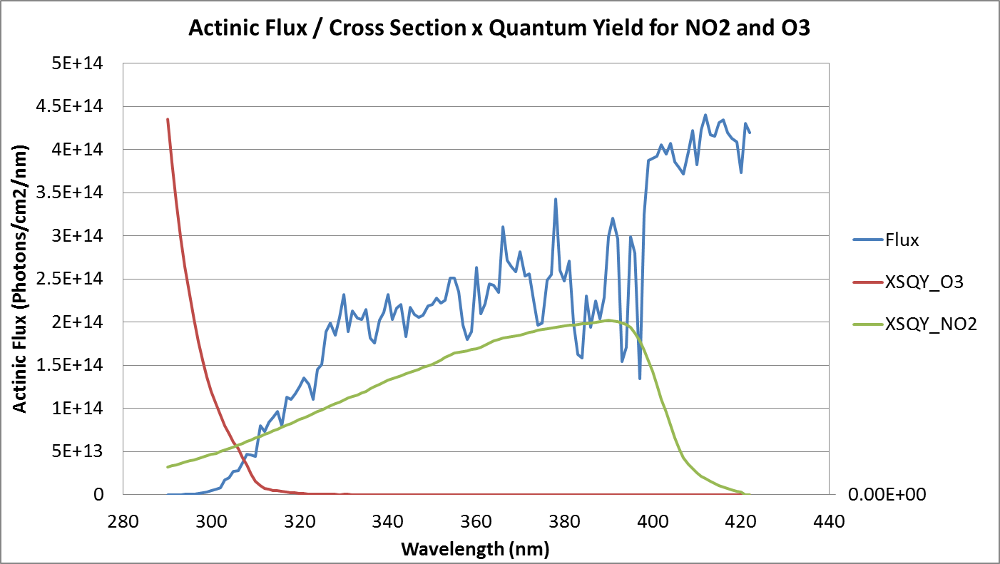 Actinic Flux / Cross Section x Quantum Yield for NO2 and O3
5E+14
4.5E+14
4E+14
3.5E+14
3E+14
2.5E+14
2E+14
1.5E+14
1E+14
5E+13
0
Actinic Flux (Photons/cm2/nm)
280 300 320 340 360 380 400 420 440
Wavelength (nm)
0.00E+00
Flux
XSQY_O3
XSQY_NO2